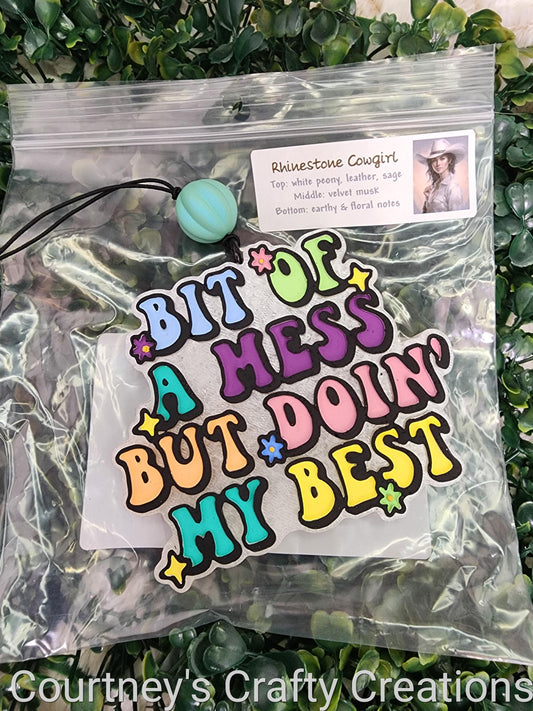 Rhinestone Cowgirl
Top: white peony, leather, sage
Middle: velvet musk
Bottom: earthy & floral notes
BIT OF
A MESS
BUT DOIN'
MY BEST
Courtney's Crafty Creations